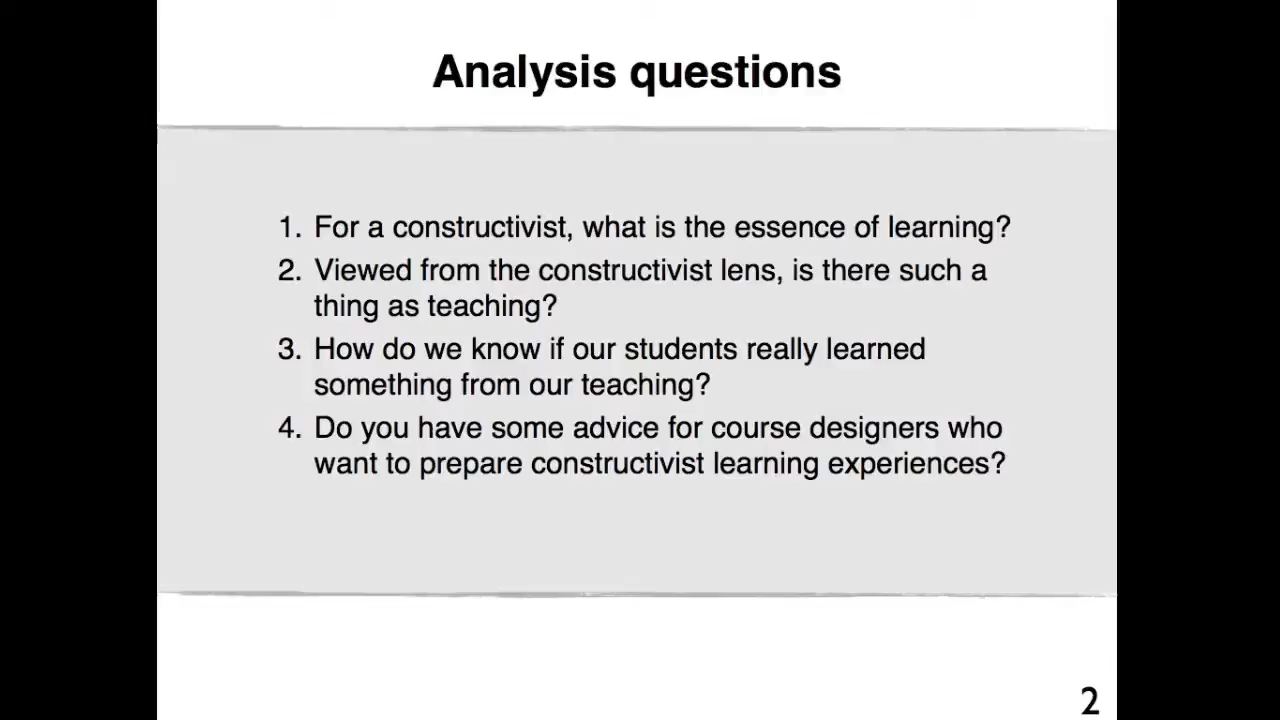 Analysis questions
1. For a constructivist, what is the essence of learning?
2. Viewed from the constructivist lens, is there such a
thing as teaching?
3. How do we know if our students really learned
something from our teaching?
4. Do you have some advice for course designers who
want to prepare constructivist learning experiences?
2